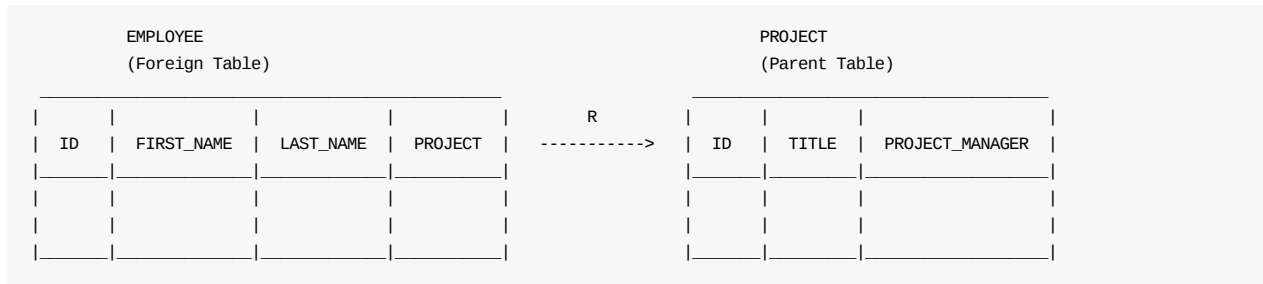 EMPLOYEE PROJECT
(Foreign Table) (Parent Table)
R
ID | FIRST_NAME | LAST_NAME | PROJECT | -----------> | ID | TITLE | PROJECT_MANAGER